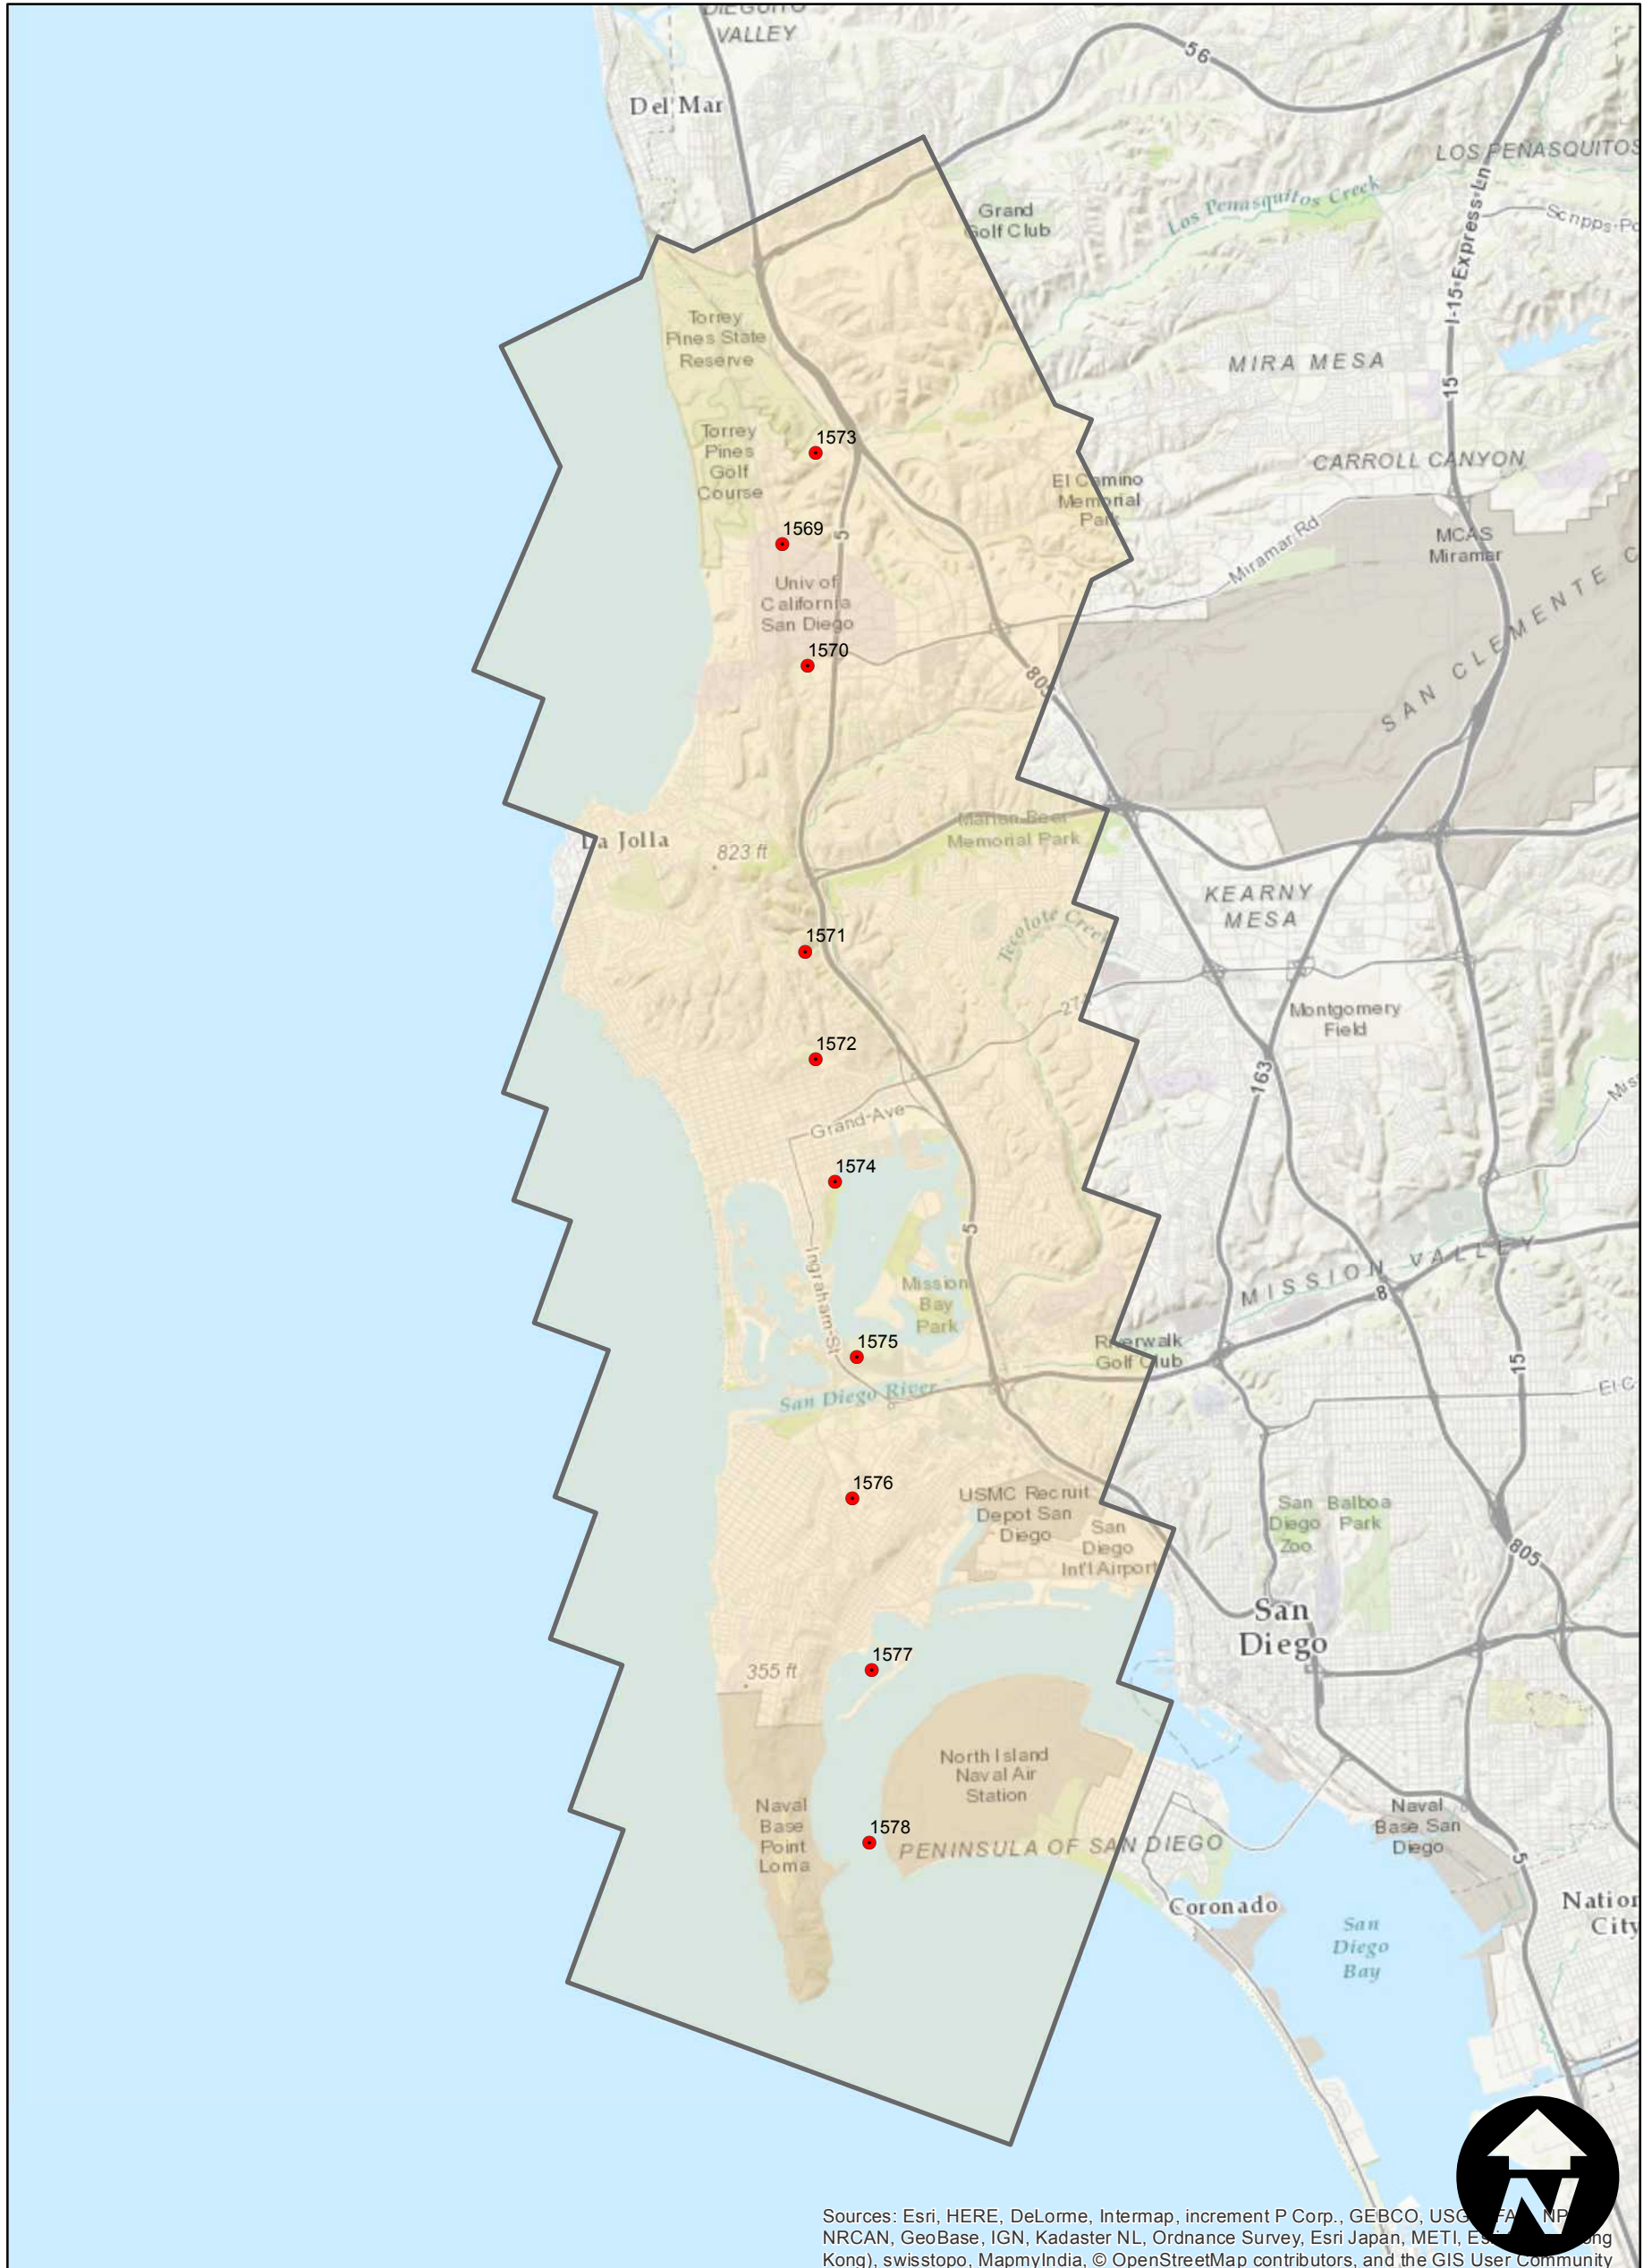 DIEGUITO
VALLEY
56
Del Mar
LOS PEÑASQUITOS
Los Penasquitos Creek
Grand
Golf Club
I-15-Express-Ln
Torrey
Pines State
Reserve
MIRA MESA
15
Torrey
Pines
Golf
Course
1573
CARROLL CANYON
El Camino
Memorial
Park
1569
5
Miramar Rd
MCAS
Miramar
Univ of
California
San Diego
SAN CLEMENTE
1570
805
La Jolla
823 ft
Memorial Park
KEARNY
MESA
Tecolote Creek
1571
Montgomery
Field
1572
163
Grand-Ave
1574
5
Ingraham-St
Mission
Bay
Park
MISSION VALLEY
8
1575
Riverwalk
Golf Club
15
San Diego River
1576
USMC Recruit
Depot San
Diego
San
Diego
Int'l Airport
San
Diego
Zoo
Balboa
Park
805
San
Diego
1577
355 ft
North Island
Naval Air
Station
Naval
Base
Point
Loma
Naval
Base San
Diego
1578
PENINSULA OF SAN DIEGO
5
Coronado
City
San
Diego
Bay
N
Sources: Esri, HERE, DeLorme, Intermap, increment P Corp., GEBCO,
NRCAN, GeoBase, IGN, Kadaster NL, Ordnance Survey, Esri Japan, METI,
Kong), swisstopo, MapmyIndia, © OpenStreetMap contributors, and the GIS User Community